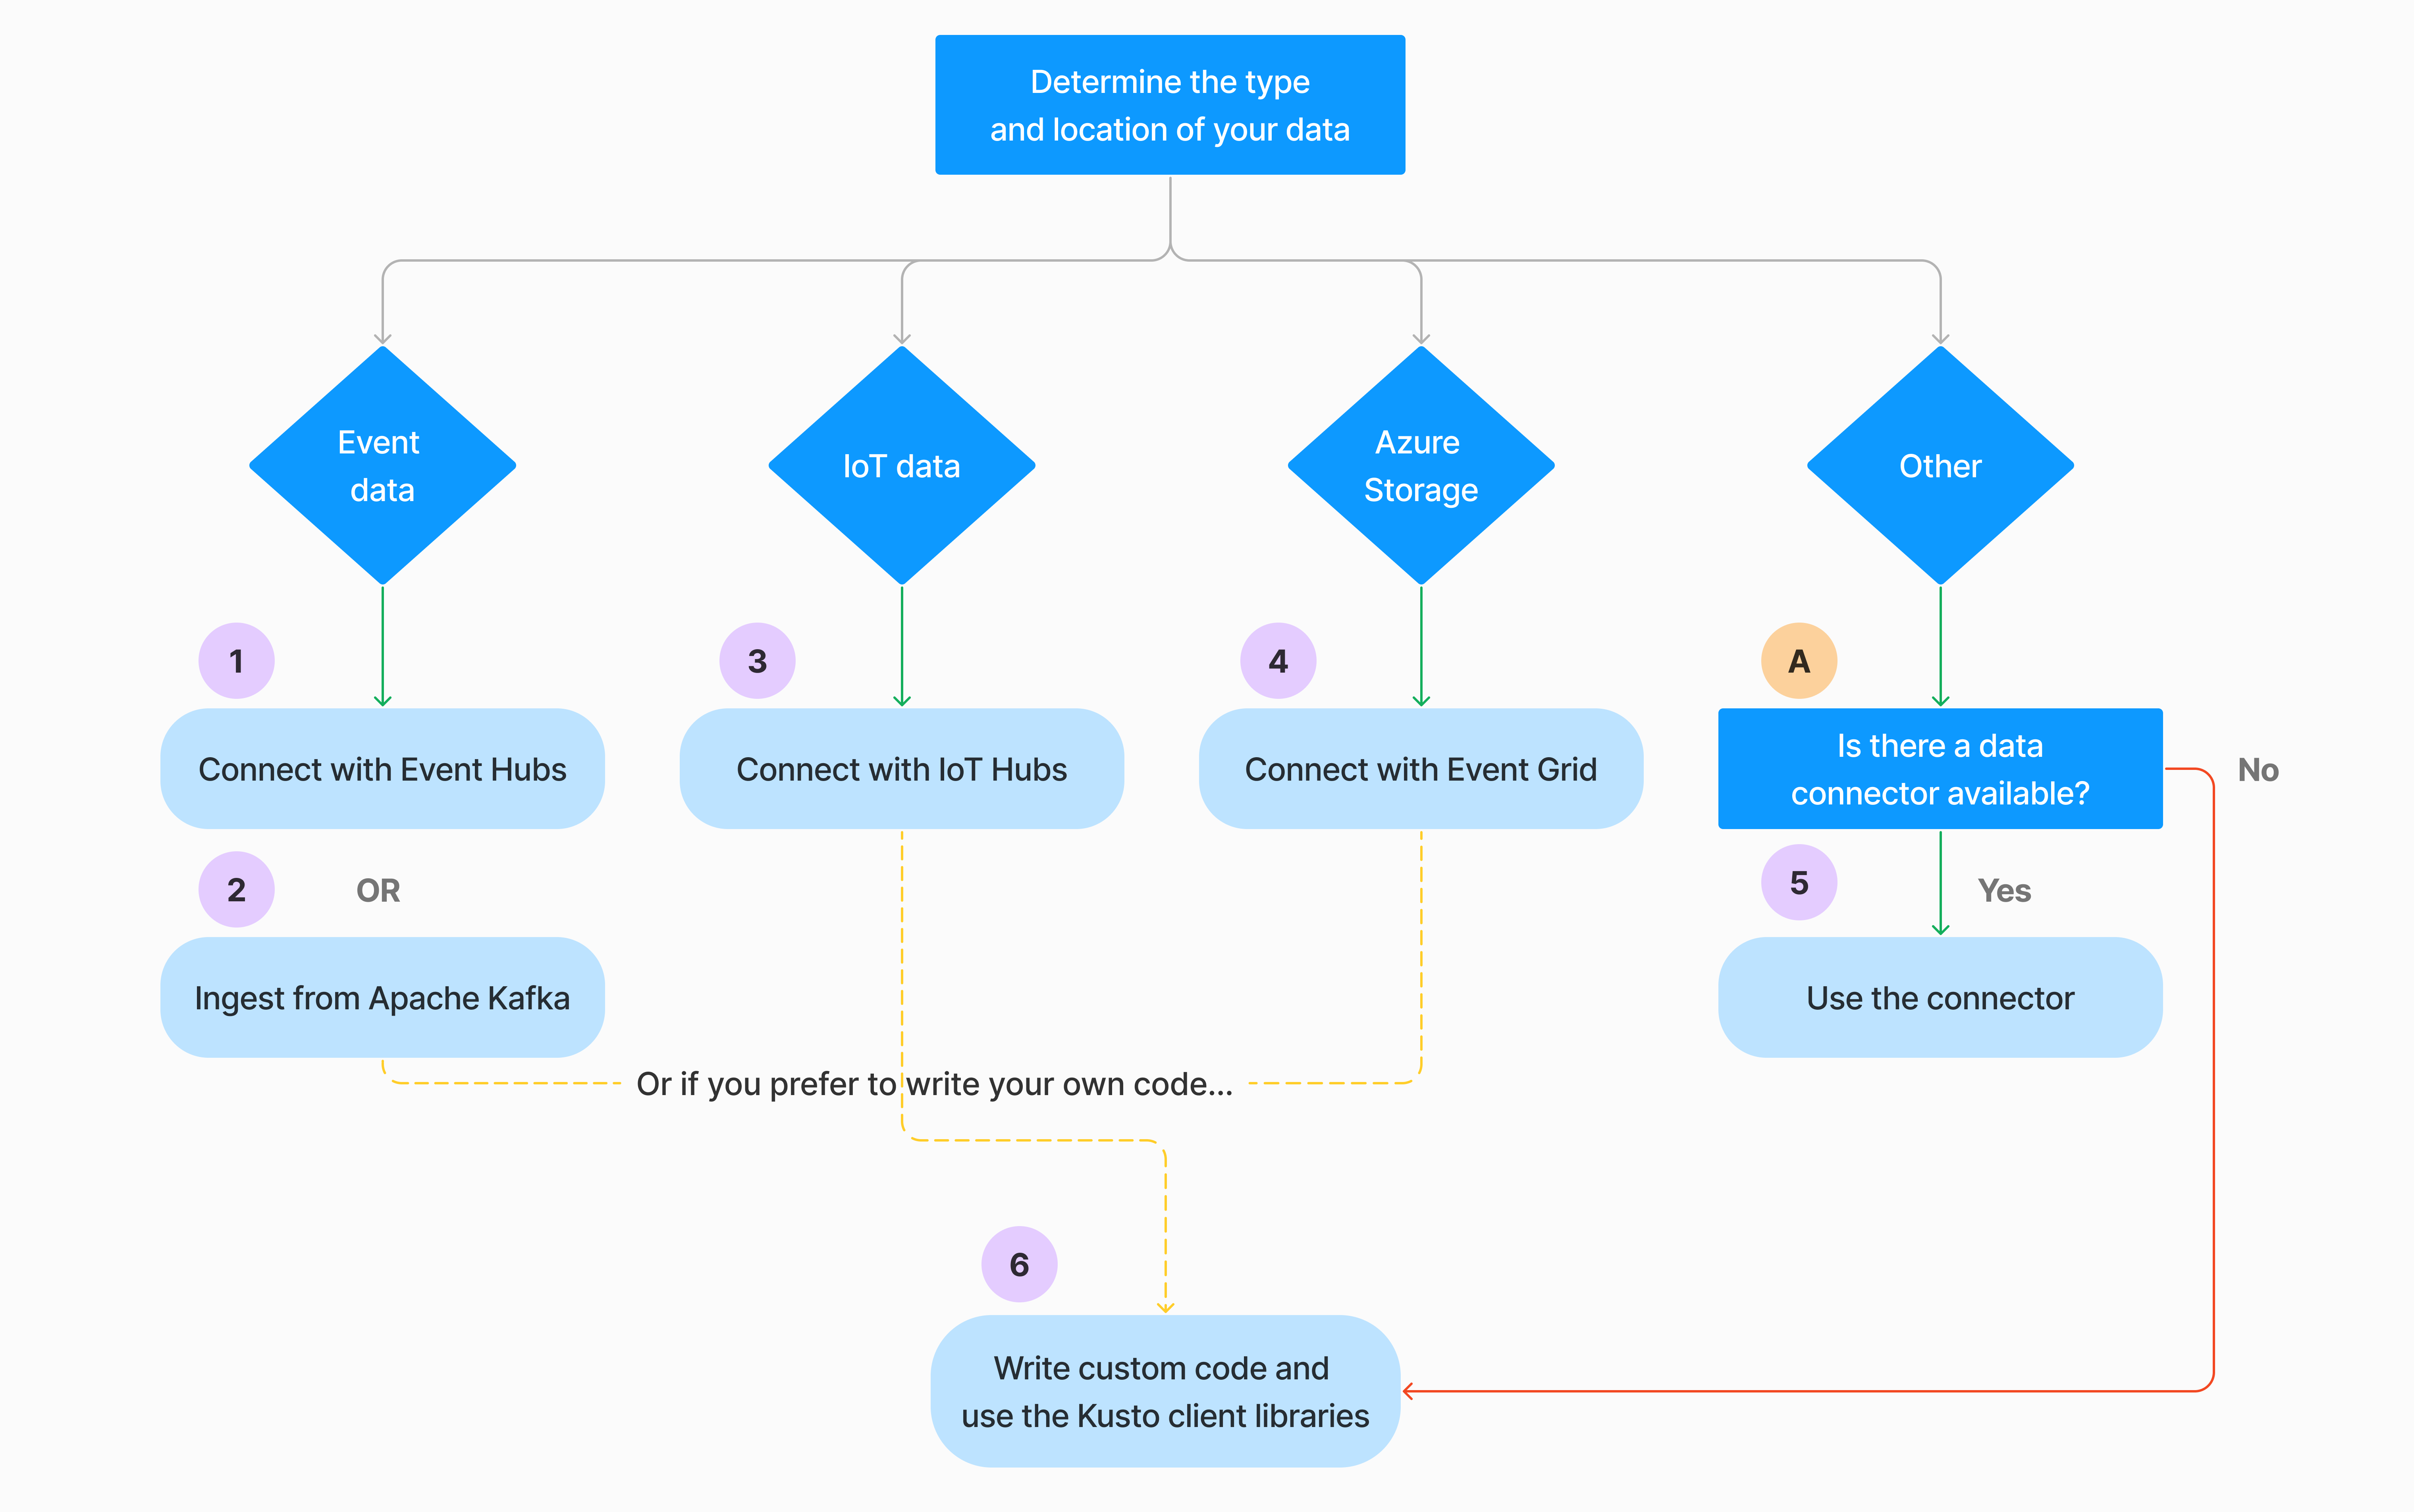 Determine the type
and location of your data
Event
data
IoT data
Azure
Storage
Other
1
3
4
A
Connect with Event Hubs
Connect with IoT Hubs
Connect with Event Grid
Is there a data
connector available?
No
2
OR
5
Yes
Ingest from Apache Kafka
Use the connector
Or if you prefer to write your own code...
6
Write custom code and
use the Kusto client libraries